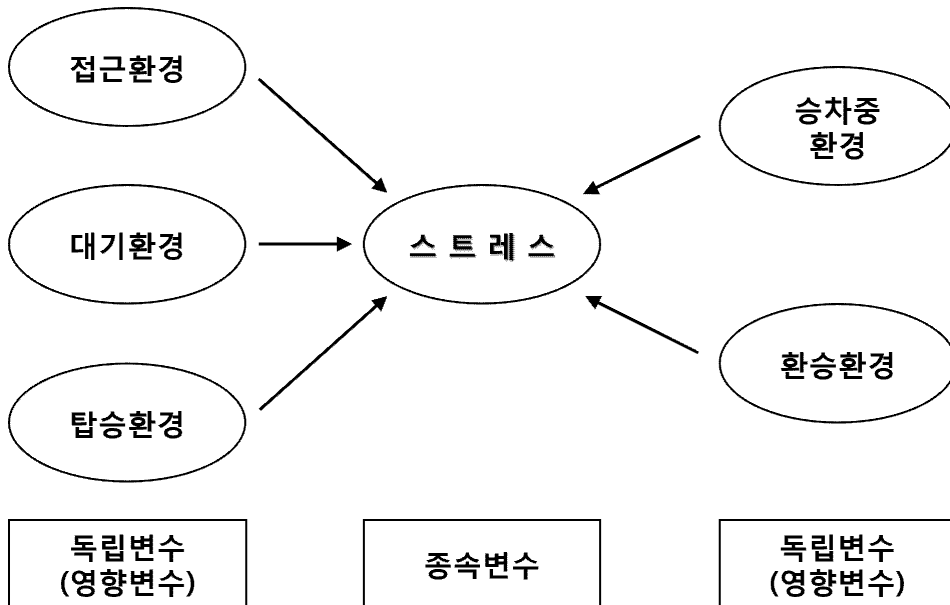 접근환경
승차중
환경
대기환경
스 트 레 스
환승환경
탑승환경
독립변수
(영향변수)
종속변수
독립변수
(영향변수)